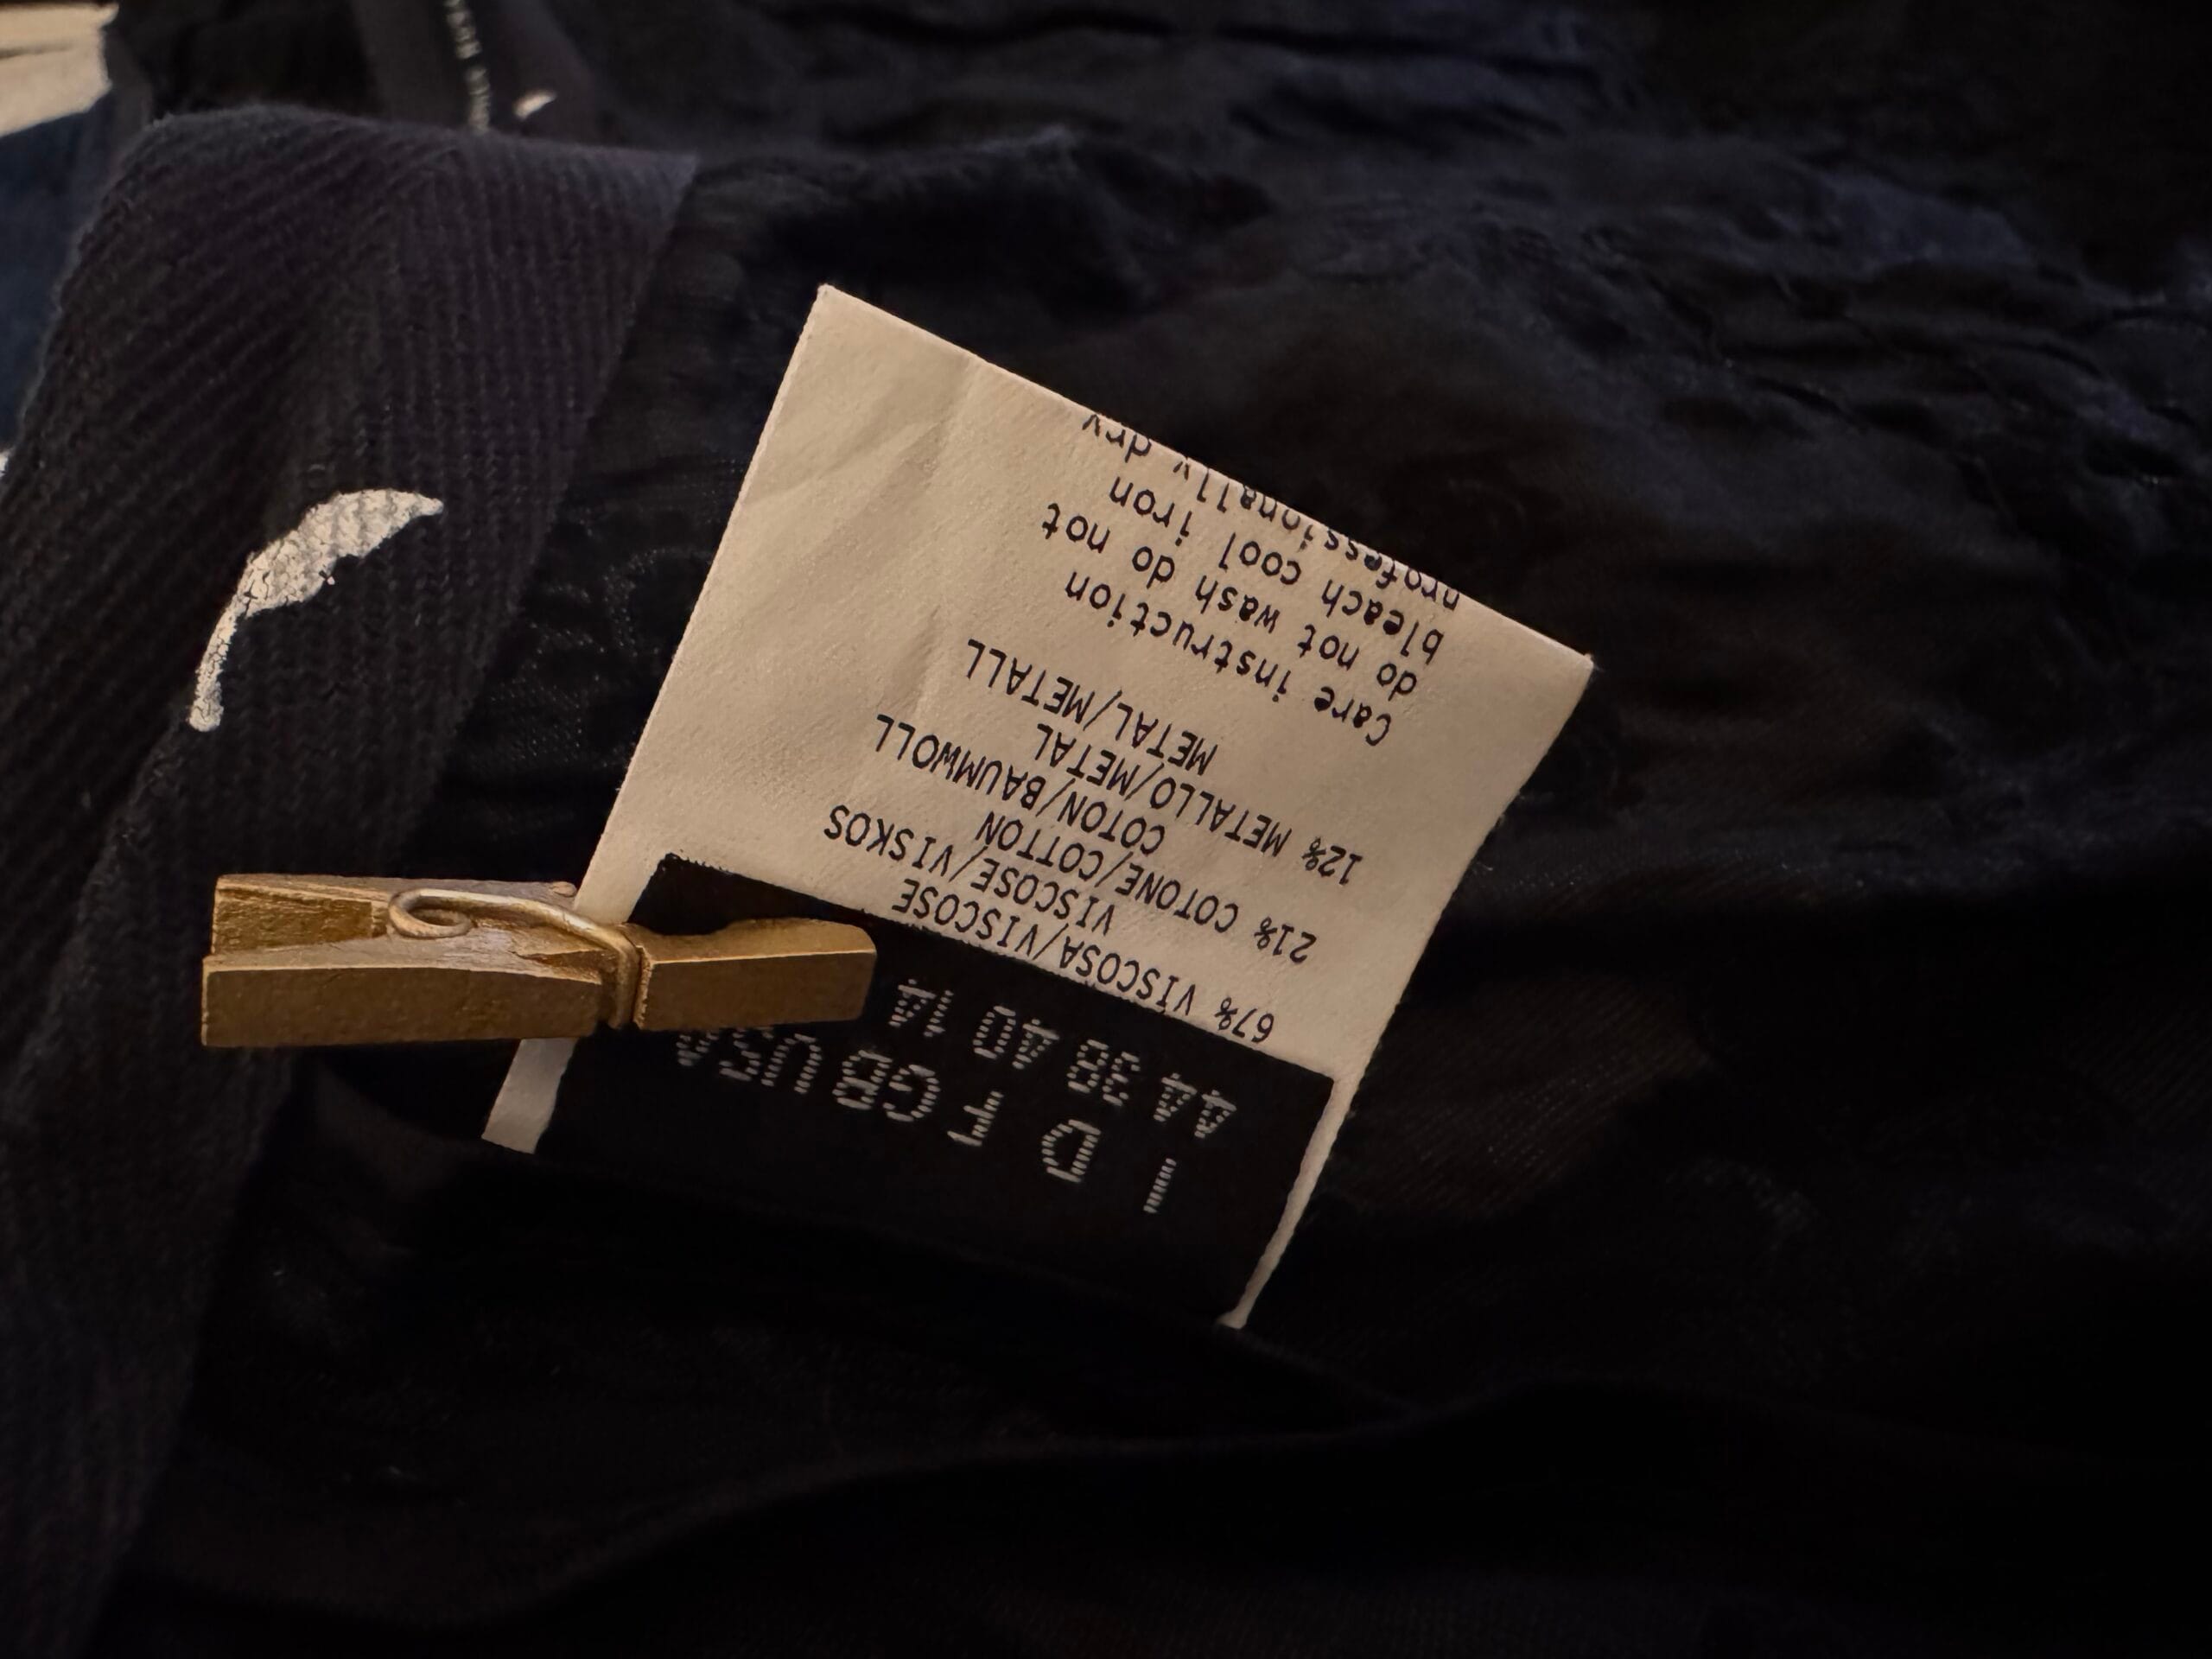 I D F GB USA
44 38 40 14
67% VISCOSA/VISCOSE
VISCOSE/VISKOS
21% COTONE/COTTON
COTON/BAUMWOLL
12% METALLO/METAL
METAL/METALL
Care instruction
do not wash do not
bleach cool iron
professionally dry